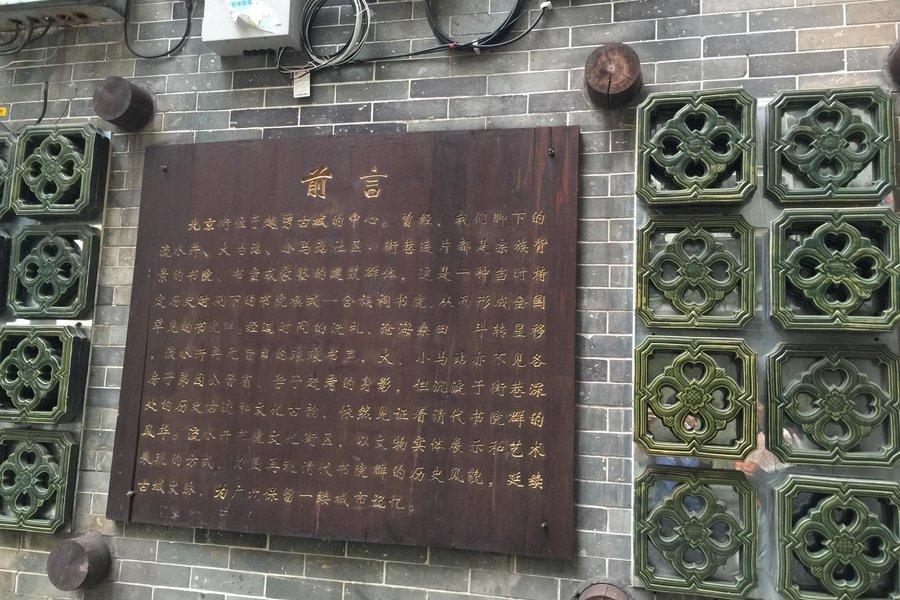 前言
北京街位于越秀古城的中心。曾经，我们脚下的
流水井、大马站、小马站社区，街巷连片都是宗族背
景的书院、书室或家塾的建筑群体，这是一种当时特
定历史时期下的书院模式--合族祠书院，从而形成全国
罕见的书院群。经过时间的洗礼、沧海桑田、斗转星移
，流水井再无昔日的琅琅书声，大、小马站亦不见各
房子弟因公晋省、学子赴考的身影，但沉淀于街巷深
处的历史古迹和文化古韵，依然见证着清代书院群的
风华。流水井书院文化街区，以文物实体展示和艺术
表现的方式，力图再现清代书院群的历史风貌，延续
古城文脉，为广州保留一缕城市记忆。